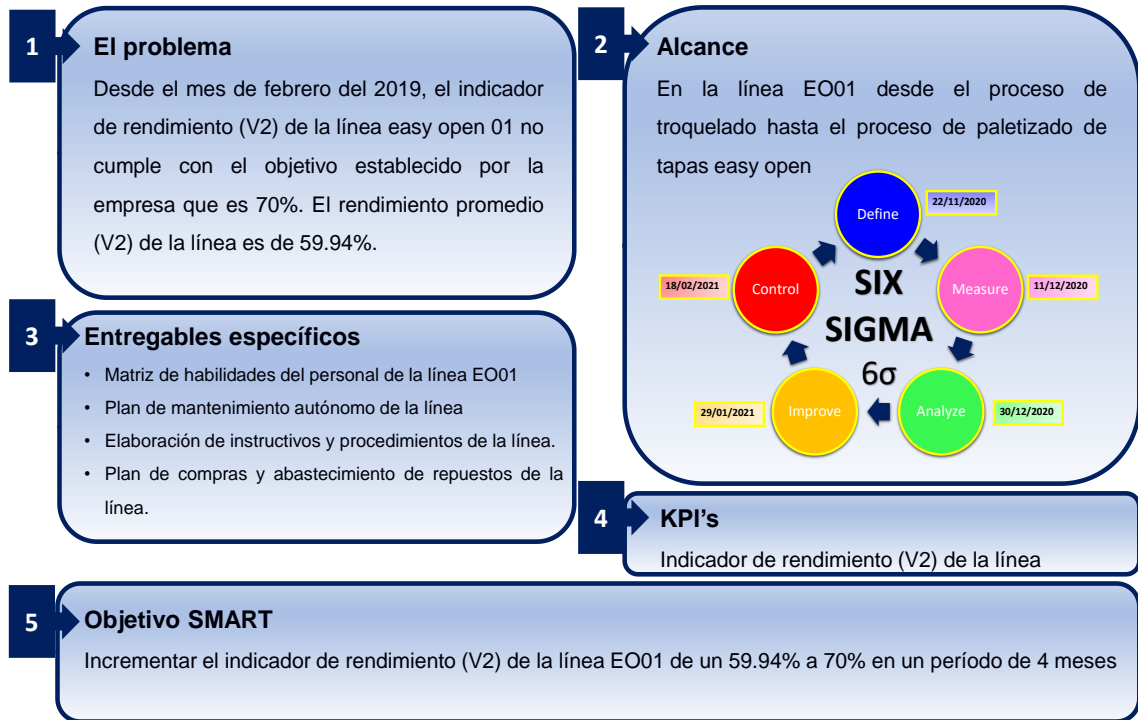 1
El problema
Desde el mes de febrero del 2019, el indicador
de rendimiento (V2) de la línea easy open 01 no
cumple con el objetivo establecido por la
empresa que es 70%. El rendimiento promedio
(V2) de la línea es de 59.94%.
2
Alcance
En la línea EO01 desde el proceso de
troquelado hasta el proceso de paletizado de
tapas easy open
Define
22/11/2020
Measure
11/12/2020
Analyze
30/12/2020
Improve
29/01/2021
Control
18/02/2021
SIX
SIGMA
6σ
3
Entregables específicos
• Matriz de habilidades del personal de la línea EO01
• Plan de mantenimiento autónomo de la línea
• Elaboración de instructivos y procedimientos de la línea.
• Plan de compras y abastecimiento de repuestos de la
línea.
4
KPI's
Indicador de rendimiento (V2) de la línea
5
Objetivo SMART
Incrementar el indicador de rendimiento (V2) de la línea EO01 de un 59.94% a 70% en un período de 4 meses